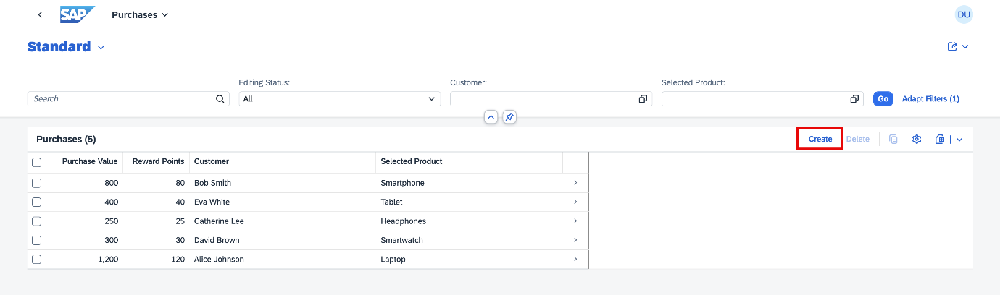 SAP Purchases
DU
Standard
Editing Status:
Customer:
Selected Product:
Search
All
Go
Adapt Filters (1)
Purchases (5)
Create
Delete
Purchase Value Reward Points Customer Selected Product
800 80 Bob Smith Smartphone
400 40 Eva White Tablet
250 25 Catherine Lee Headphones
300 30 David Brown Smartwatch
1,200 120 Alice Johnson Laptop